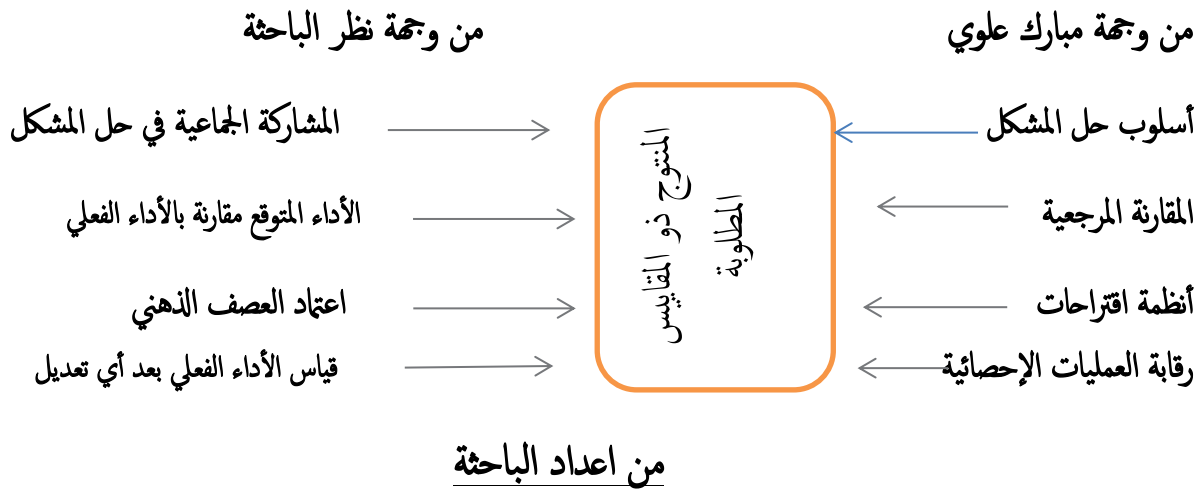 من وجهة مبارك علوي
من وجهة نظر الباحثة
أسلوب حل المشكل
المشاركة الجماعية في حل المشكل
المقارنة المرجعية
الأداء المتوقع مقارنة بالأداء الفعلي
أنظمة اقتراحات
اعتماد العصف الذهني
رقابة العمليات الإحصائية
قياس الأداء الفعلي بعد أي تعديل
المنتوج ذو المقاييس
المطلوبة
من اعداد الباحثة